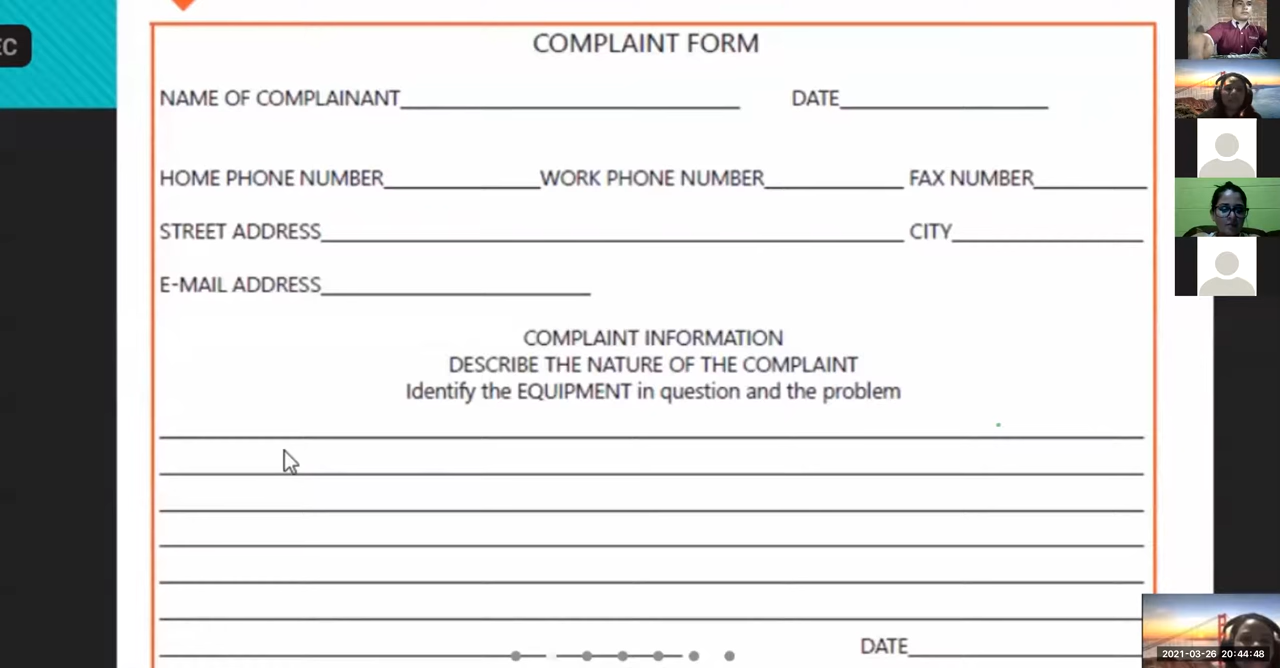 EC
COMPLAINT FORM
NAME OF COMPLAINANT DATE
HOME PHONE NUMBER WORK PHONE NUMBER FAX NUMBER
STREET ADDRESS CITY
E-MAIL ADDRESS
COMPLAINT INFORMATION
DESCRIBE THE NATURE OF THE COMPLAINT
Identify the EQUIPMENT in question and the problem
DATE
2021-03-26 20:44:48